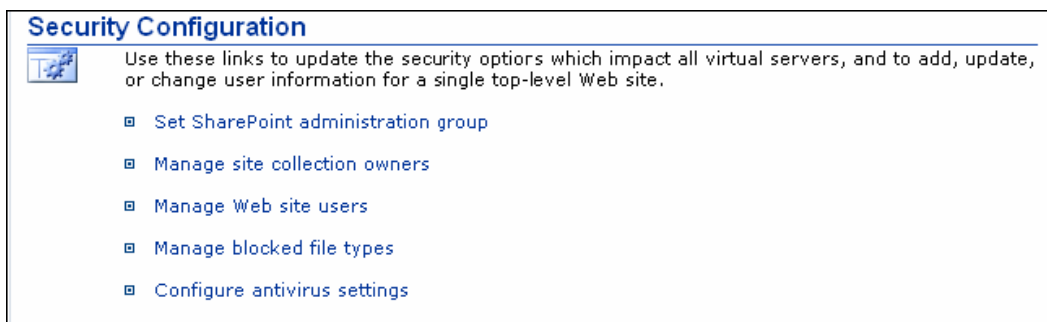 Security Configuration
Use these links to update the security options which impact all virtual servers, and to add, update,
or change user information for a single top-level Web site.
Set SharePoint administration group
Manage site collection owners
Manage Web site users
Manage blocked file types
Configure antivirus settings